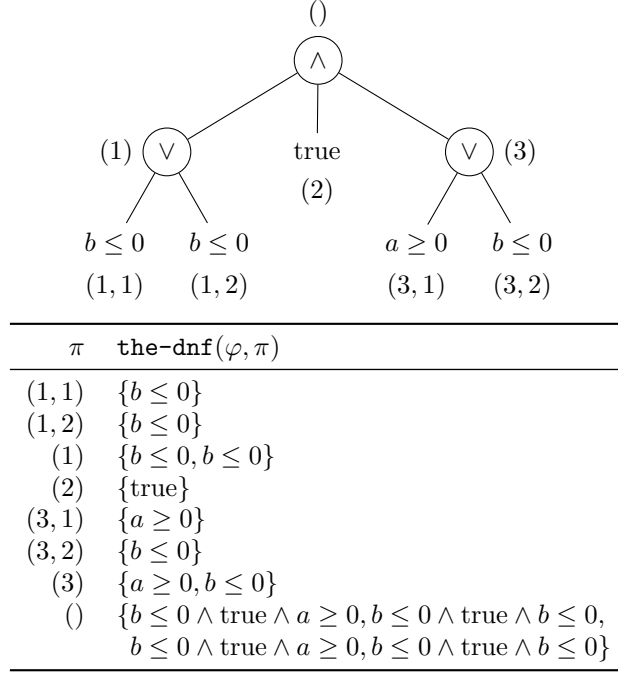 ()
∧
(1) ∨ true ∨ (3)
(2)
b ≤ 0 b ≤ 0 a ≥ 0 b ≤ 0
(1, 1) (1, 2) (3, 1) (3, 2)
π the-dnf(φ, π)
(1, 1) {b ≤ 0}
(1, 2) {b ≤ 0}
(1) {b ≤ 0, b ≤ 0}
(2) {true}
(3, 1) {a ≥ 0}
(3, 2) {b ≤ 0}
(3) {a ≥ 0, b ≤ 0}
() {b ≤ 0 ∧ true ∧ a ≥ 0, b ≤ 0 ∧ true ∧ b ≤ 0,
b ≤ 0 ∧ true ∧ a ≥ 0, b ≤ 0 ∧ true ∧ b ≤ 0}